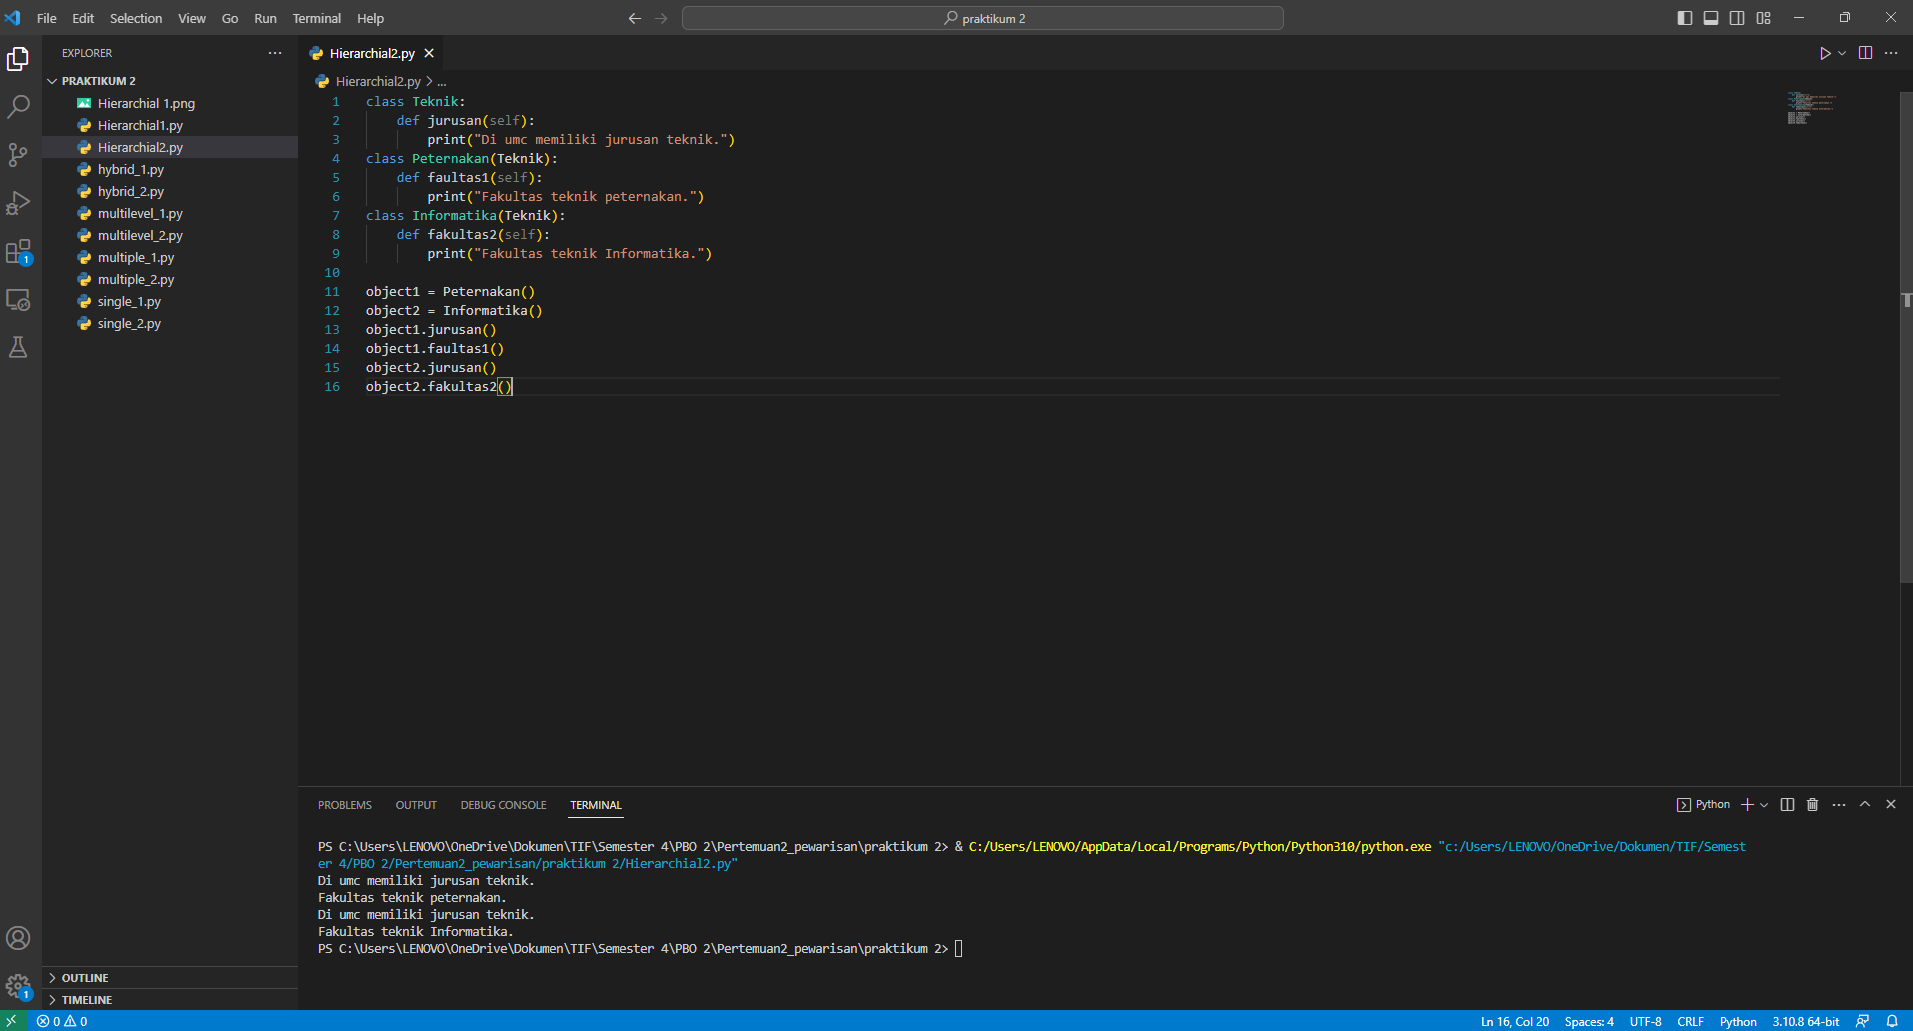 File Edit Selection View Go Run Terminal Help
praktikum 2
EXPLORER
PRAKTIKUM 2
Hierarchial 1.png
Hierarchial1.py
Hierarchial2.py
hybrid_1.py
hybrid_2.py
multilevel_1.py
multilevel_2.py
multiple_1.py
multiple_2.py
single_1.py
single_2.py
OUTLINE
TIMELINE
1
1
Hierarchial2.py
Hierarchial2.py > ...
1 class Teknik:
2 def jurusan(self):
3 print("Di umc memiliki jurusan teknik.")
4 class Peternakan(Teknik):
5 def faultas1(self):
6 print("Fakultas teknik peternakan.")
7 class Informatika(Teknik):
8 def fakultas2(self):
9 print("Fakultas teknik Informatika.")
10
11 object1 = Peternakan()
12 object2 = Informatika()
13 object1.jurusan()
14 object1.faultas1()
15 object2.jurusan()
16 object2.fakultas2()
PROBLEMS OUTPUT DEBUG CONSOLE TERMINAL
Python
PS C:\Users\LENOVO\OneDrive\Dokumen\TIF\Semester 4\PBO 2\Pertemuan2_pewarisan\praktikum 2> & C:/Users/LENOVO/AppData/Local/Programs/Python/Python310/python.exe "c:/Users/LENOVO/OneDrive/Dokumen/TIF/Semest
er 4/PBO 2/Pertemuan2_pewarisan/praktikum 2/Hierarchial2.py"
Di umc memiliki jurusan teknik.
Fakultas teknik peternakan.
Di umc memiliki jurusan teknik.
Fakultas teknik Informatika.
PS C:\Users\LENOVO\OneDrive\Dokumen\TIF\Semester 4\PBO 2\Pertemuan2_pewarisan\praktikum 2>
0 0 Ln 16, Col 20 Spaces: 4 UTF-8 CRLF Python 3.10.8 64-bit